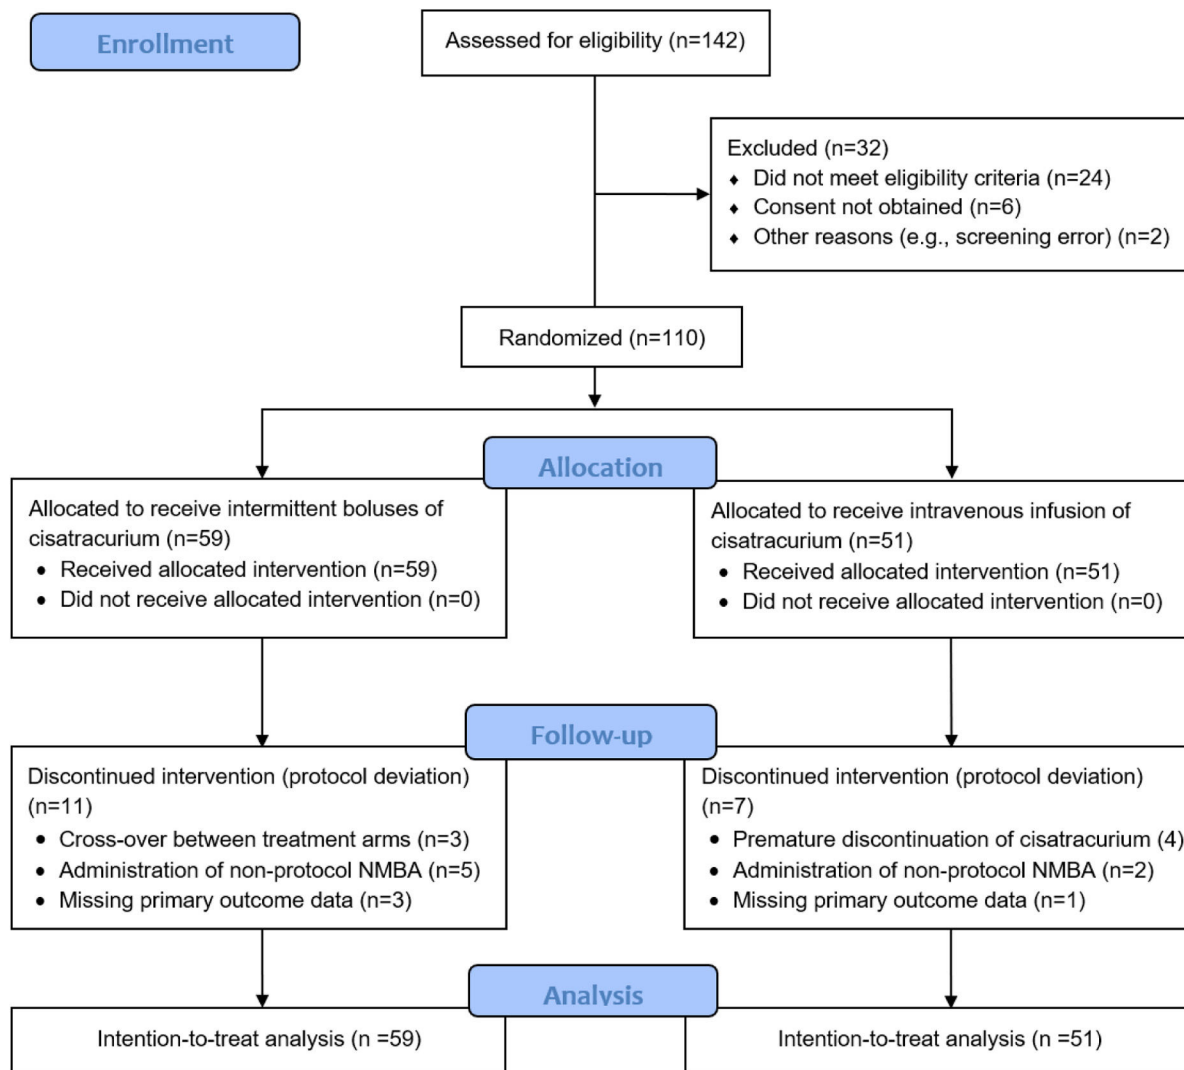 Enrollment
Assessed for eligibility (n=142)
Excluded (n=32)
♦ Did not meet eligibility criteria (n=24)
♦ Consent not obtained (n=6)
♦ Other reasons (e.g., screening error) (n=2)
Randomized (n=110)
Allocation
Allocated to receive intermittent boluses of
cisatracurium (n=59)
• Received allocated intervention (n=59)
• Did not receive allocated intervention (n=0)
Allocated to receive intravenous infusion of
cisatracurium (n=51)
• Received allocated intervention (n=51)
• Did not receive allocated intervention (n=0)
Follow-up
Discontinued intervention (protocol deviation)
(n=11)
• Cross-over between treatment arms (n=3)
• Administration of non-protocol NMBA (n=5)
• Missing primary outcome data (n=3)
Discontinued intervention (protocol deviation)
(n=7)
• Premature discontinuation of cisatracurium (4)
• Administration of non-protocol NMBA (n=2)
• Missing primary outcome data (n=1)
Analysis
Intention-to-treat analysis (n =59)
Intention-to-treat analysis (n =51)